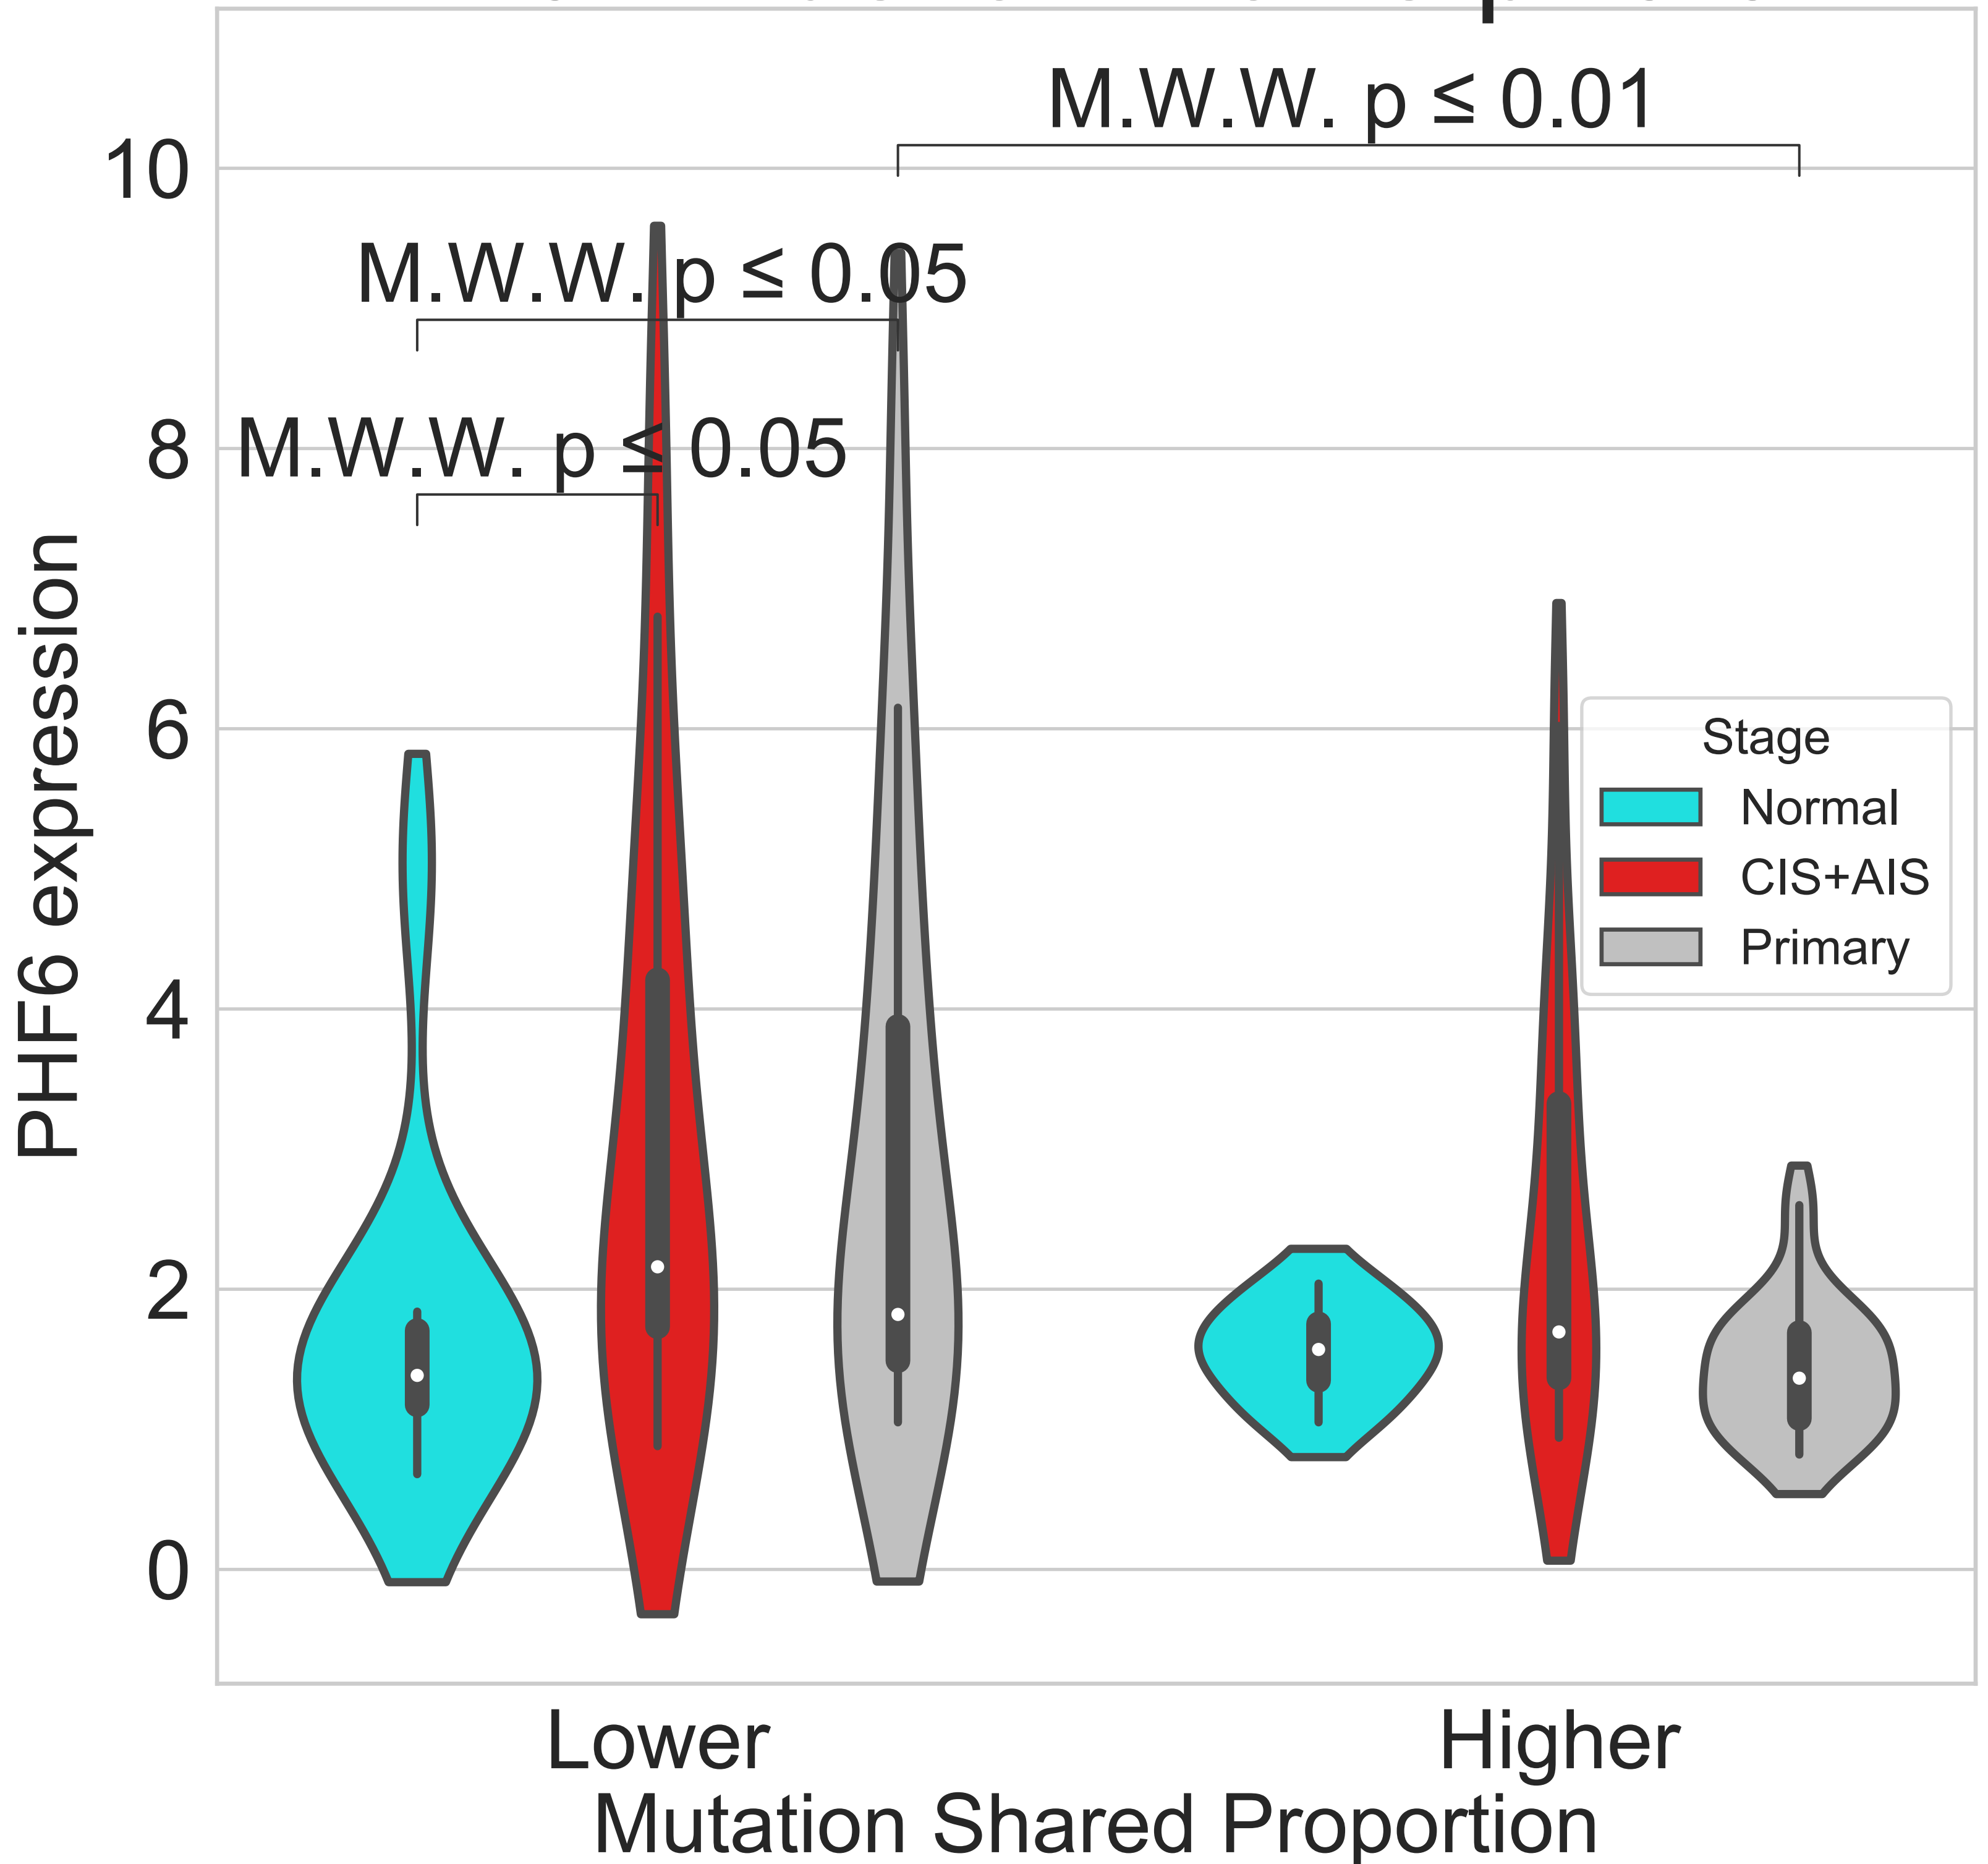 M.W.W. p ≤ 0.01
10
M.W.W. p ≤ 0.05
8
M.W.W. p ≤ 0.05
6
4
2
0
PHF6 expression
Stage
Normal
CIS+AIS
Primary
Lower
Higher
Mutation Shared Proportion